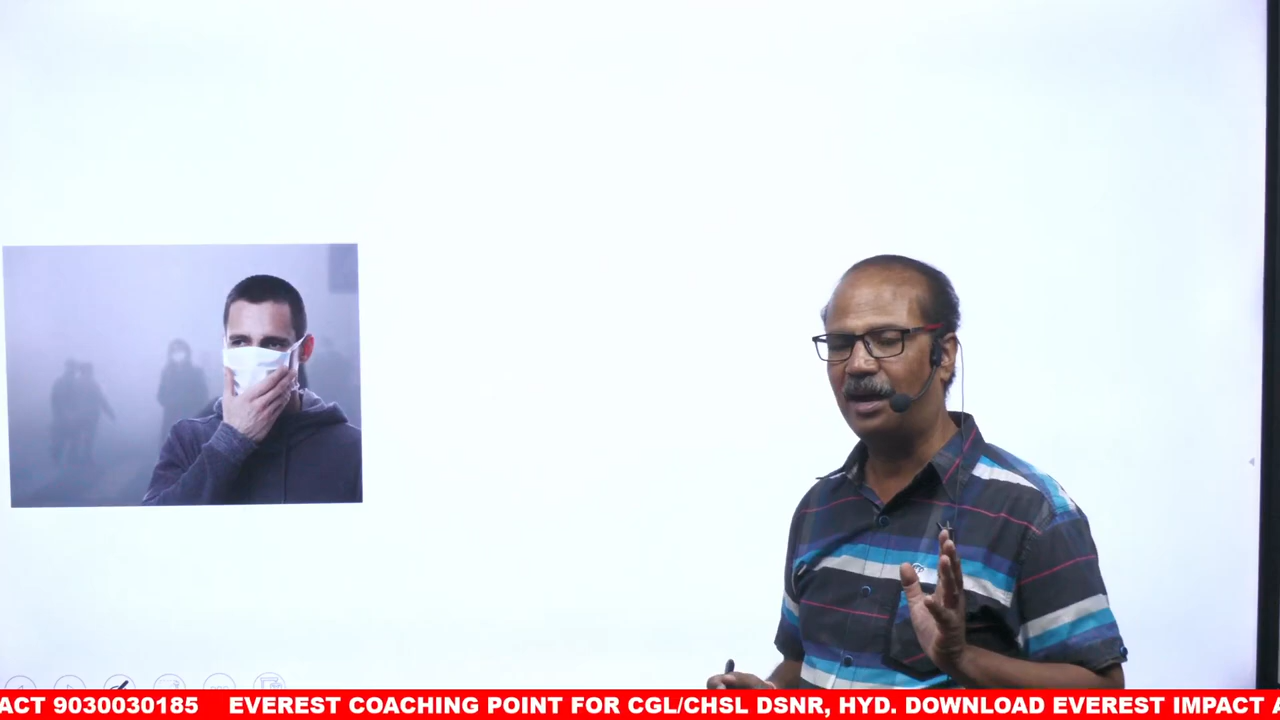 ACT 9030030185 EVEREST COACHING POINT FOR CGL/CHSL DSNR, HYD. DOWNLOAD EVEREST IMPACT A